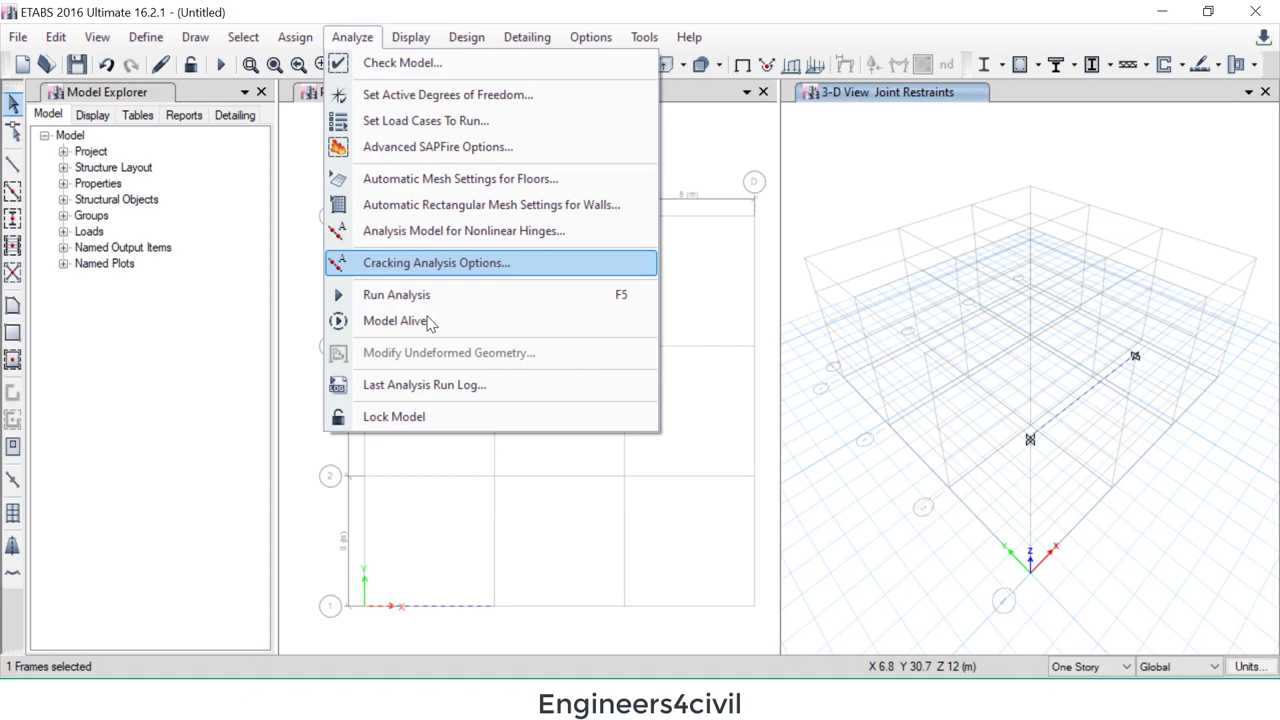 ETABS 2016 Ultimate 16.2.1 - (Untitled)
File Edit View Define Draw Select Assign Analyze Display Design Detailing Options Tools Help
nd
Model Explorer
Model Display Tables Reports Detailing
Model
Project
Structure Layout
Properties
Structural Objects
Groups
Loads
Named Output Items
Named Plots
Check Model...
Set Active Degrees of Freedom...
Set Load Cases To Run...
Advanced SAPFire Options...
Automatic Mesh Settings for Floors...
Automatic Rectangular Mesh Settings for Walls...
Analysis Model for Nonlinear Hinges...
Cracking Analysis Options...
Run Analysis F5
Model Alive
Modify Undeformed Geometry...
Last Analysis Run Log...
Lock Model
D
8 (m)
2
8 (m)
Y
1
X
3-D View Joint Restraints
Y Z X
1 Frames selected
X 6.8 Y 30.7 Z 12 (m)
One Story Global Units...
Engineers4civil